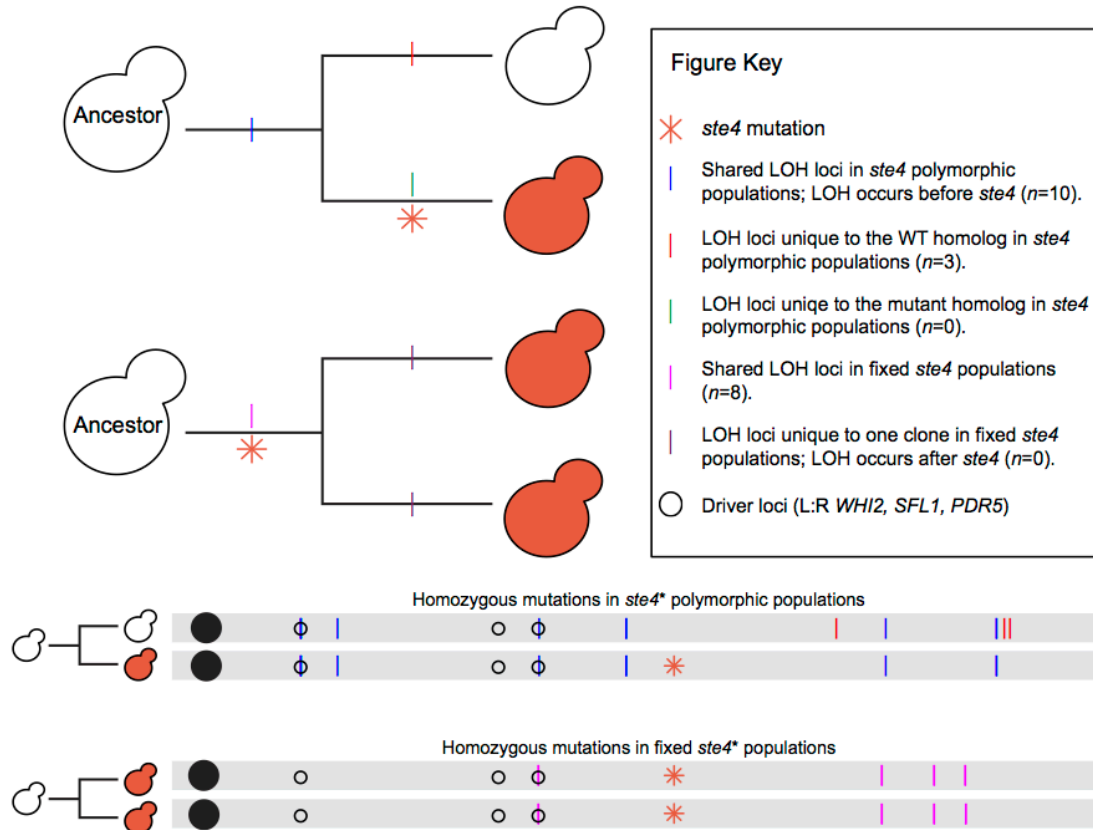 Ancestor
Ancestor
Figure Key
ste4 mutation
Shared LOH loci in ste4 polymorphic
populations; LOH occurs before ste4 (n=10).
LOH loci unique to the WT homolog in ste4
polymorphic populations (n=3).
LOH loci uniqe to the mutant homolog in ste4
polymorphic populations (n=0).
Shared LOH loci in fixed ste4 populations
(n=8).
LOH loci unique to one clone in fixed ste4
populations; LOH occurs after ste4 (n=0).
Driver loci (L:R WHI2, SFL1, PDR5)
Homozygous mutations in ste4* polymorphic populations
Homozygous mutations in fixed ste4* populations